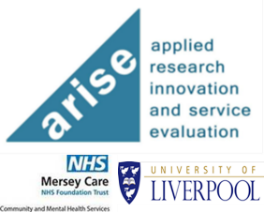 arise
applied
research
innovation
and service
evaluation
NHS
Mersey Care
NHS Foundation Trust
Community and Mental Health Services
UNIVERSITY OF
LIVERPOOL